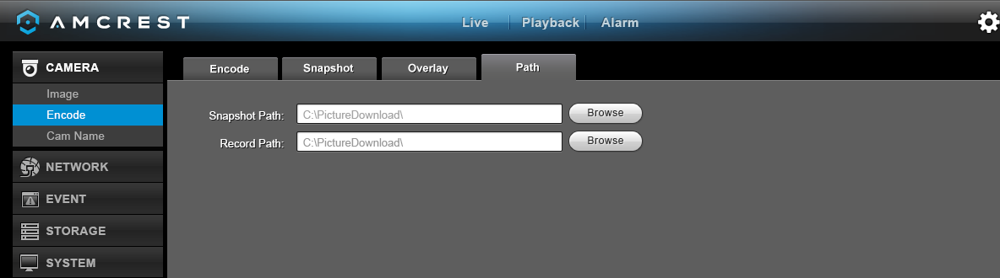 AMCREST
Live Playback Alarm
CAMERA
Image
Encode
Cam Name
NETWORK
EVENT
STORAGE
SYSTEM
Encode Snapshot Overlay Path
Snapshot Path: C:\PictureDownload\ Browse
Record Path: C:\PictureDownload\ Browse